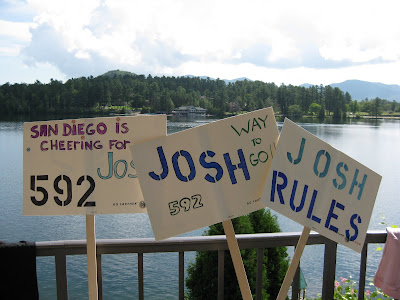 SAN DIEGO IS
CHEERING FOR
JOSH
592
JOSH
592
WAY
TO
GO!!
JOSH
RULES